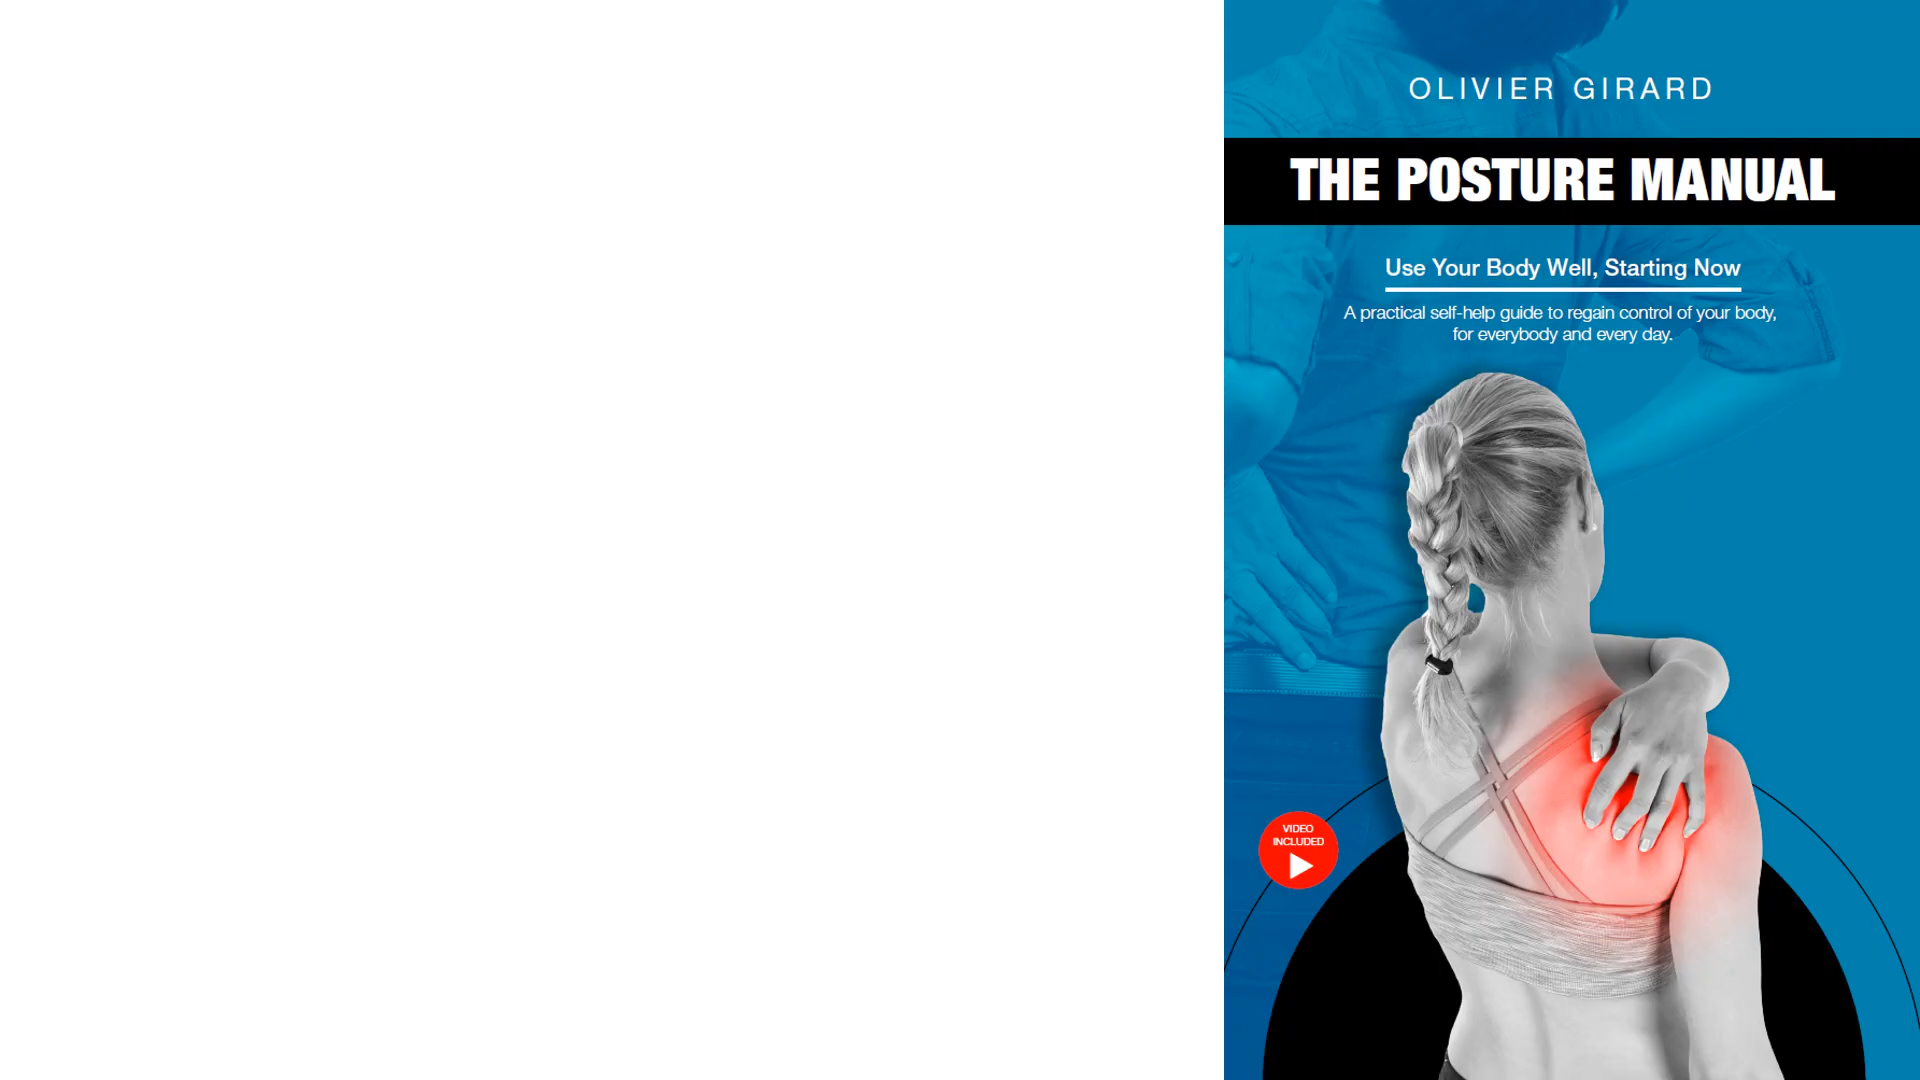 OLIVIER GIRARD
THE POSTURE MANUAL
Use Your Body Well, Starting Now
A practical self-help guide to regain control of your body,
for everybody and every day.
VIDEO
INCLUDED